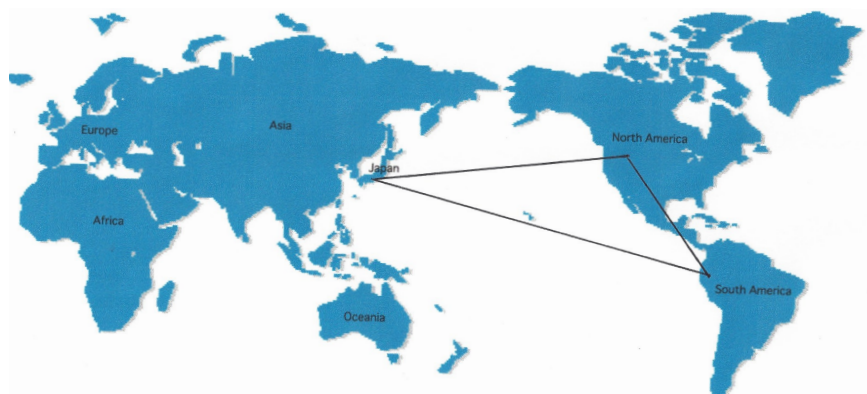 Europe
Asia
North America
Japan
Africa
South America
Oceania